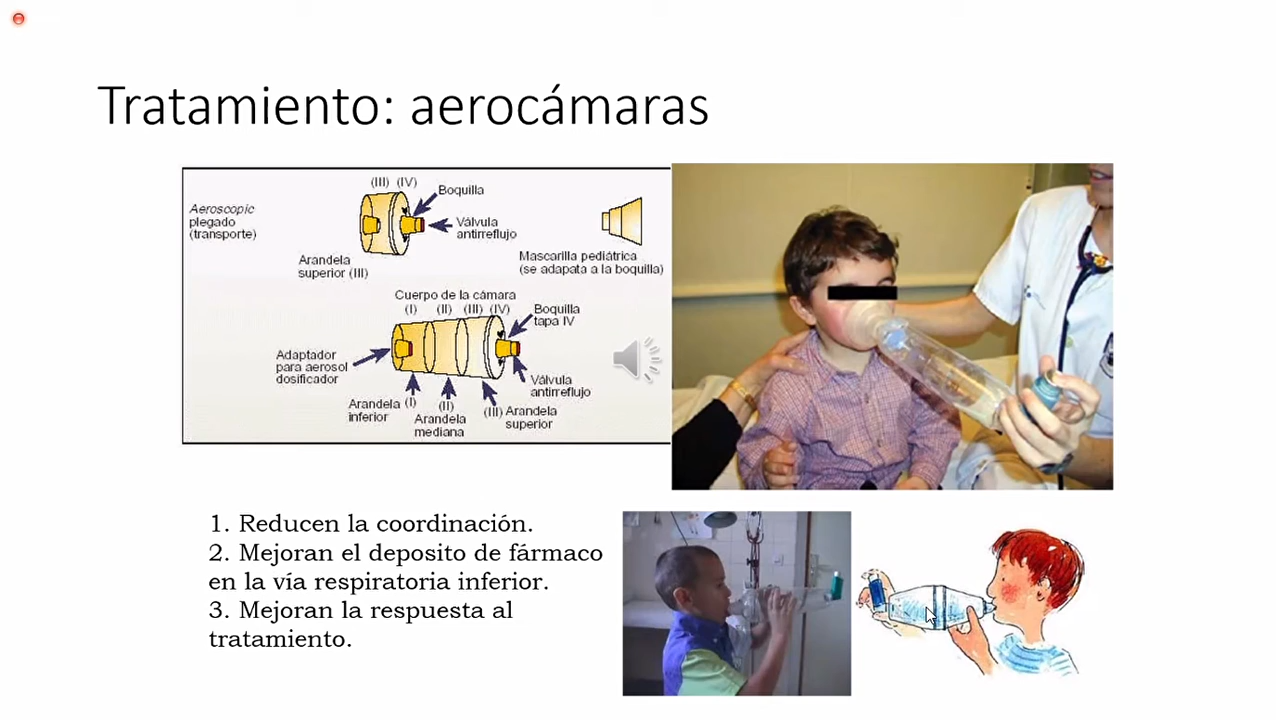 Tratamiento: aerocámaras
(III) (IV)
Boquilla
Aeroscopic
plegado
(transporte)
Válvula
antirreflujo
Arandela
superior (III)
Mascarilla pediátrica
(se adapata a la boquilla)
Cuerpo de la cámara
(I) (II) (III) (IV)
Boquilla
tapa IV
Adaptador
para aerosol
dosificador
Válvula
antirreflujo
Arandela (I)
inferior
(II)
Arandela
mediana
(III) Arandela
superior
1. Reducen la coordinación.
2. Mejoran el deposito de fármaco
en la vía respiratoria inferior.
3. Mejoran la respuesta al
tratamiento.